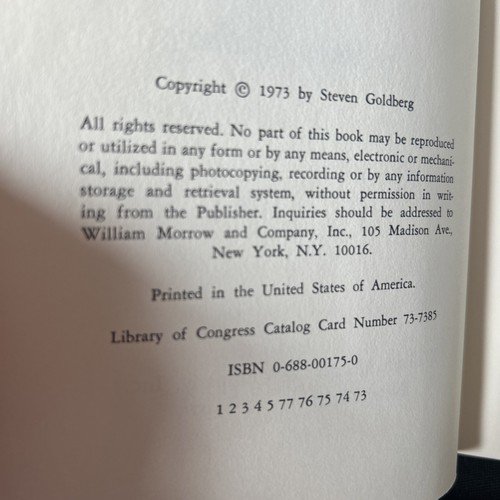 Copyright © 1973 by Steven Goldberg
All rights reserved. No part of this book may be reproduced
or utilized in any form or by any means, electronic or mechani-
cal, including photocopying, recording or by any information
storage and retrieval system, without permission in writ-
ing from the Publisher. Inquiries should be addressed to
William Morrow and Company, Inc., 105 Madison Ave.,
New York, N.Y. 10016.
Printed in the United States of America.
Library of Congress Catalog Card Number 73-7385
ISBN 0-688-00175-0
1 2 3 4 5 77 76 75 74 73